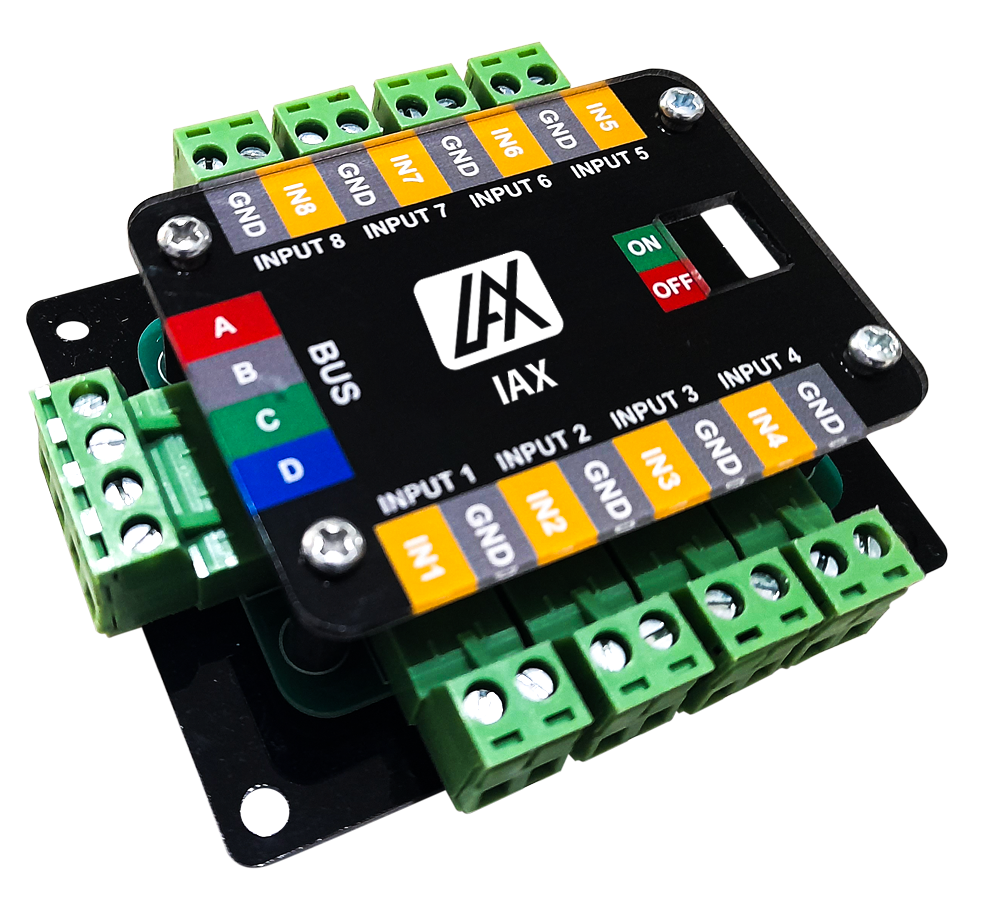 GND IN8 GND IN7 GND IN6 GND IN5
INPUT 8 INPUT 7 INPUT 6 INPUT 5
ON
OFF
A
B
C
D
BUS
IAX
IAX
INPUT 1 INPUT 2 INPUT 3 INPUT 4
IN1 GND IN2 GND IN3 GND IN4 GND